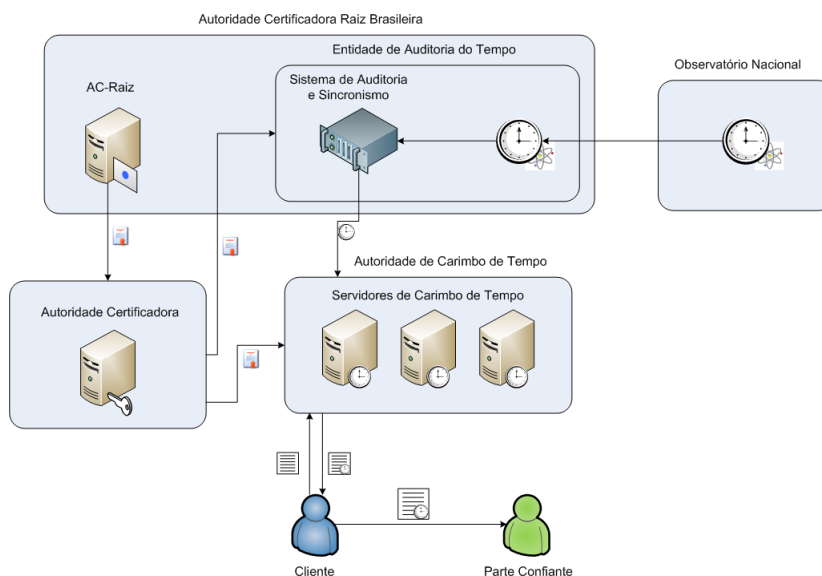 Autoridade Certificadora Raiz Brasileira
Entidade de Auditoria do Tempo
Observatório Nacional
AC-Raiz
Sistema de Auditoria
e Sincronismo
Autoridade de Carimbo de Tempo
Autoridade Certificadora
Servidores de Carimbo de Tempo
Cliente
Parte Confiante